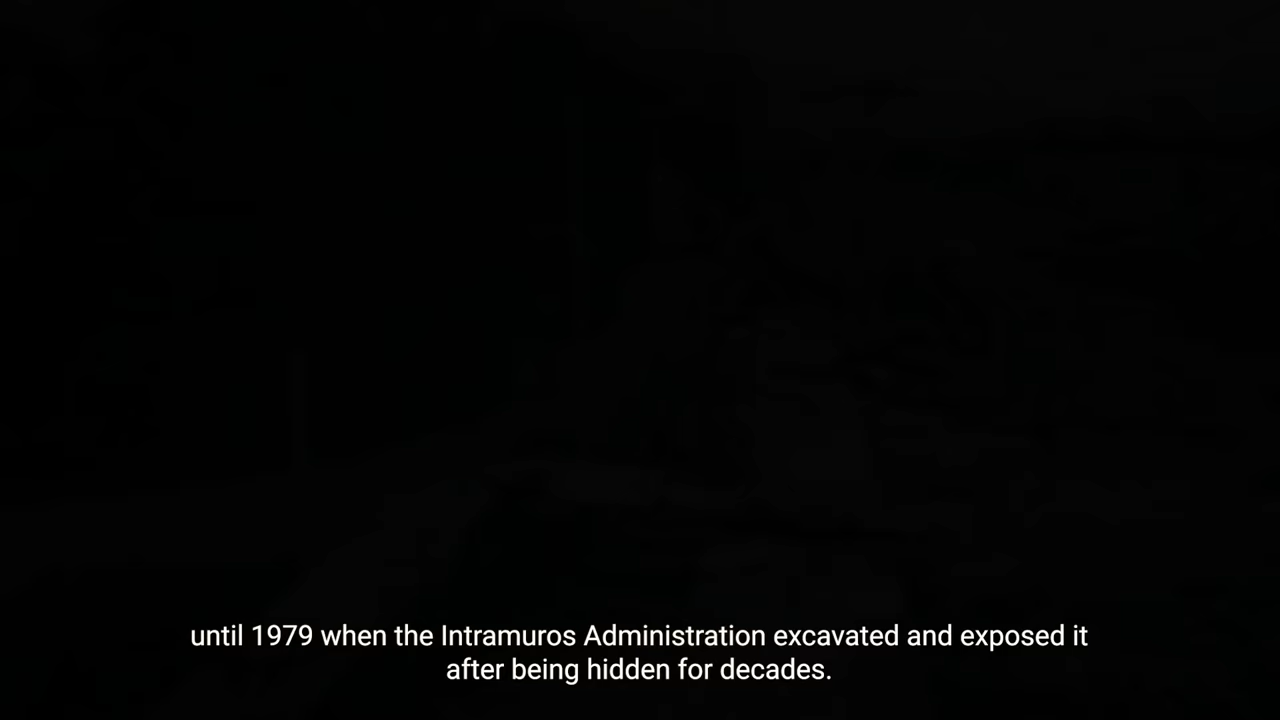 until 1979 when the Intramuros Administration excavated and exposed it
after being hidden for decades.